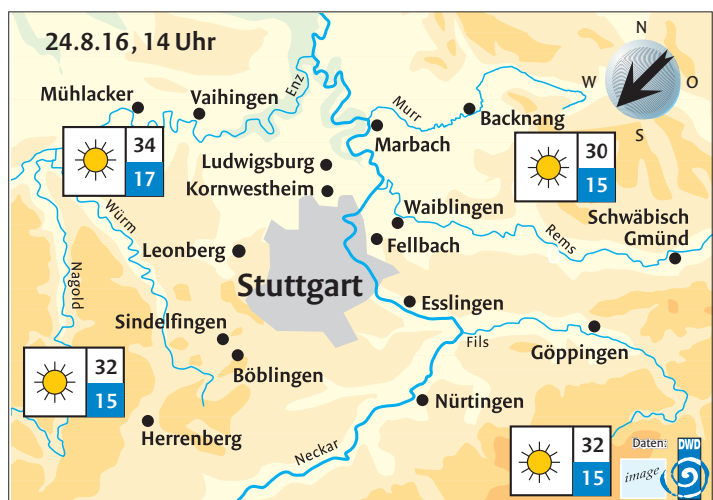 24.8.16, 14 Uhr
N
W
O
S
Enz
Mühlacker
Vaihingen
Murr
Backnang
Marbach
34
17
30
15
Ludwigsburg
Kornwestheim
Würm
Waiblingen
Schwäbisch
Gmünd
Rems
Leonberg
Fellbach
Nagold
Stuttgart
Esslingen
Sindelfingen
Fils
Göppingen
Böblingen
32
15
Nürtingen
Herrenberg
Neckar
32
15
Daten:
DWD
image